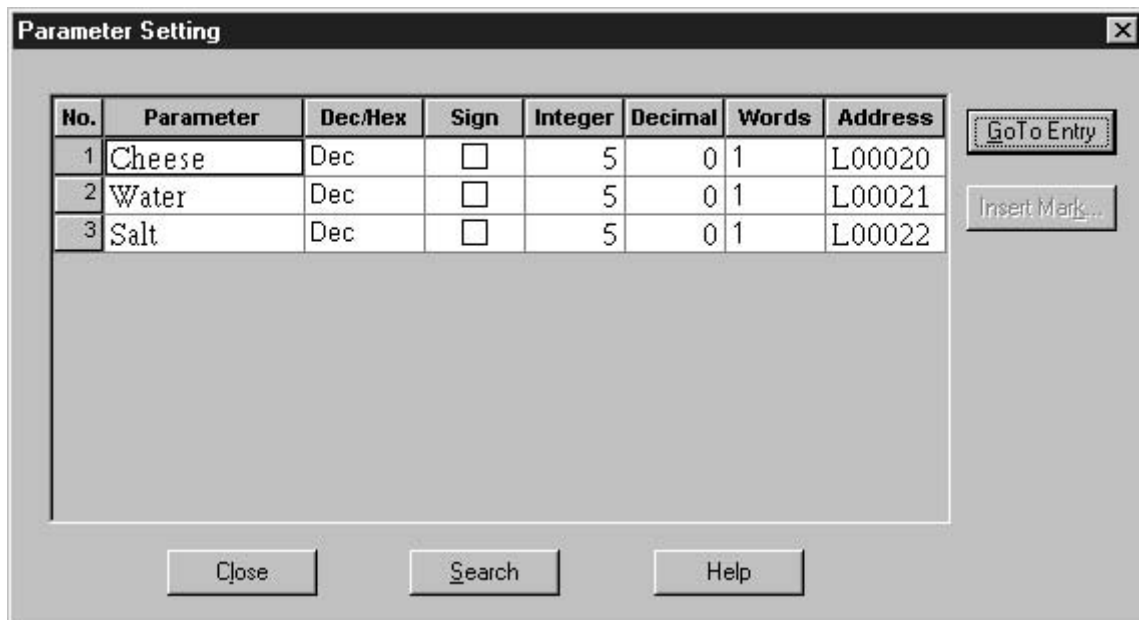 Parameter Setting
No. Parameter Dec/Hex Sign Integer Decimal Words Address
1 Cheese Dec 5 0 1 L00020
2 Water Dec 5 0 1 L00021
3 Salt Dec 5 0 1 L00022
GoTo Entry
Insert Mark...
Close Search Help